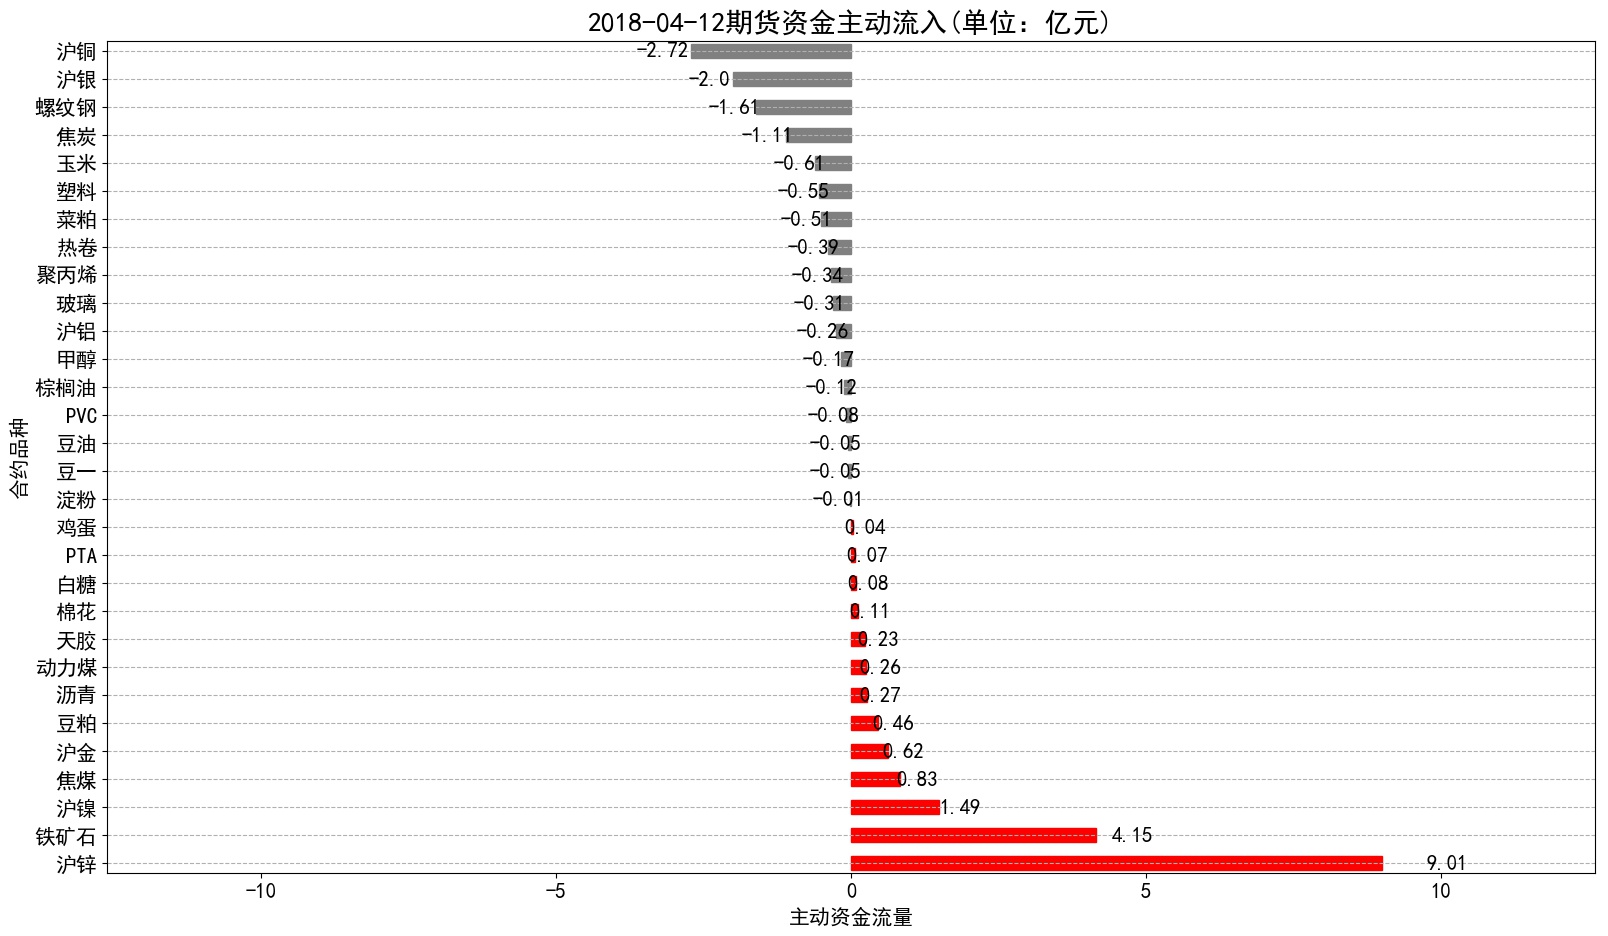 2018-04-12期货资金主动流入(单位：亿元)
沪铜 -2.72
沪银 -2.0
螺纹钢 -1.61
焦炭 -1.11
玉米 -0.61
塑料 -0.55
菜粕 -0.51
热卷 -0.39
聚丙烯 -0.34
玻璃 -0.31
沪铝 -0.26
甲醇 -0.17
棕榈油 -0.12
PVC -0.08
豆油 -0.05
豆一 -0.05
淀粉 -0.01
鸡蛋 0.04
PTA 0.07
白糖 0.08
棉花 0.11
天胶 0.23
动力煤 0.26
沥青 0.27
豆粕 0.46
沪金 0.62
焦煤 0.83
沪镍 1.49
铁矿石 4.15
沪锌 9.01
合约品种
-10 -5 0 5 10
主动资金流量